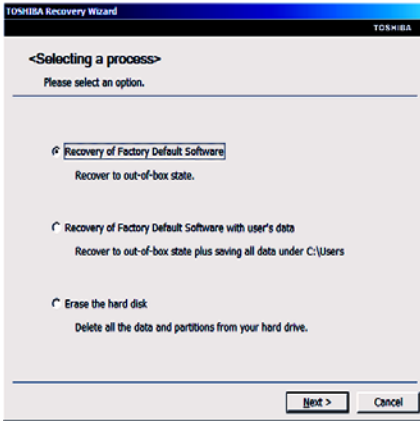 TOSHIBA Recovery Wizard
TOSHIBA
<Selecting a process>
Please select an option.
Recovery of Factory Default Software
Recover to out-of-box state.
Recovery of Factory Default Software with user's data
Recover to out-of-box state plus saving all data under C:\Users
Erase the hard disk
Delete all the data and partitions from your hard drive.
Next > Cancel